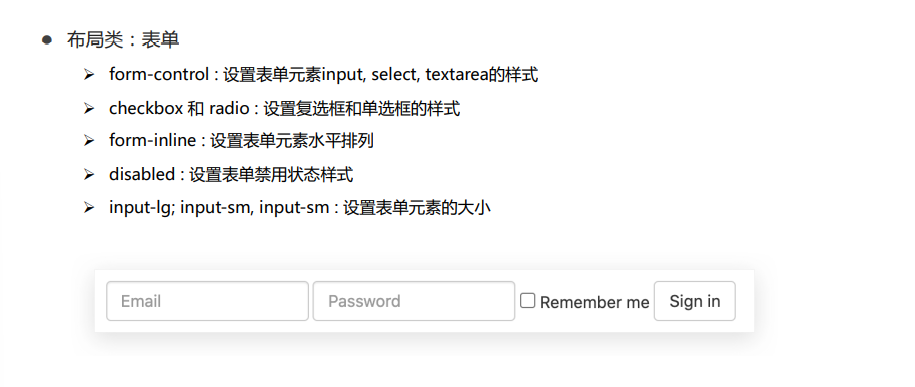 布局类：表单
form-control : 设置表单元素input, select, textarea的样式
checkbox 和 radio : 设置复选框和单选框的样式
form-inline : 设置表单元素水平排列
disabled : 设置表单禁用状态样式
input-lg; input-sm, input-sm : 设置表单元素的大小
Email Password Remember me Sign in